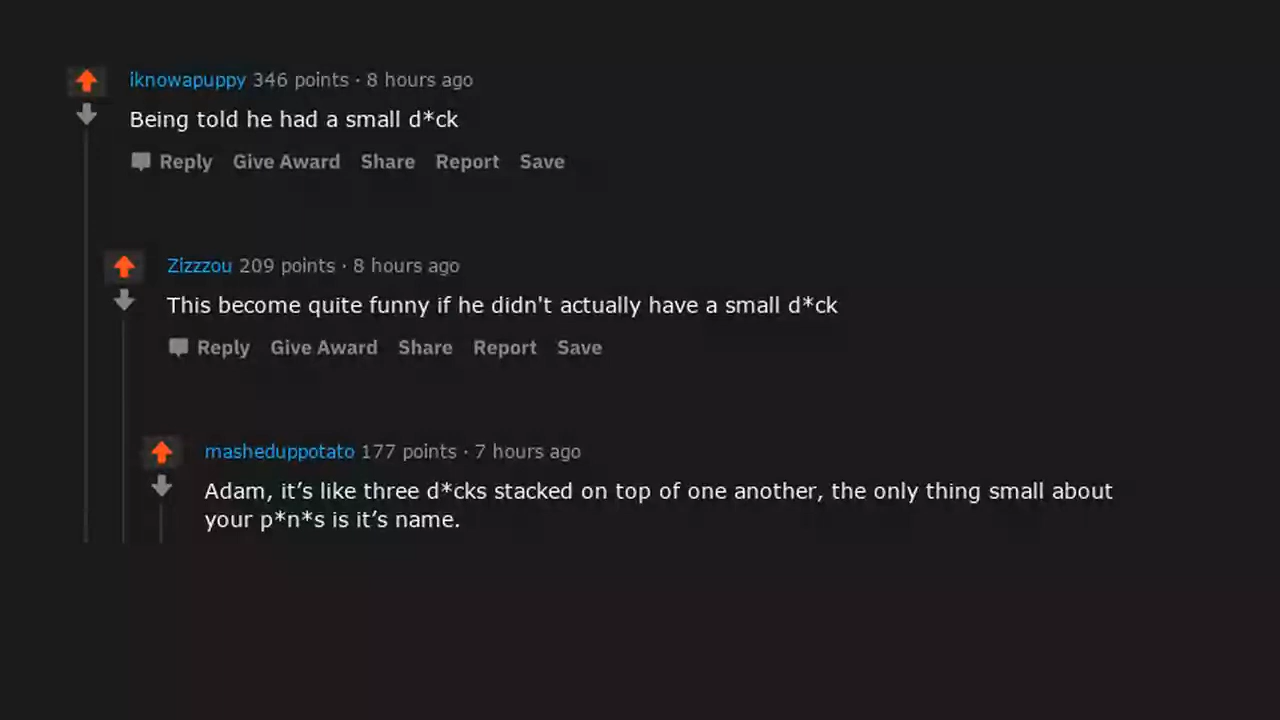 iknowapuppy 346 points · 8 hours ago
Being told he had a small d*ck
Reply Give Award Share Report Save
Zizzzou 209 points · 8 hours ago
This become quite funny if he didn't actually have a small d*ck
Reply Give Award Share Report Save
masheduppotato 177 points · 7 hours ago
Adam, it’s like three d*cks stacked on top of one another, the only thing small about
your p*n*s is it’s name.